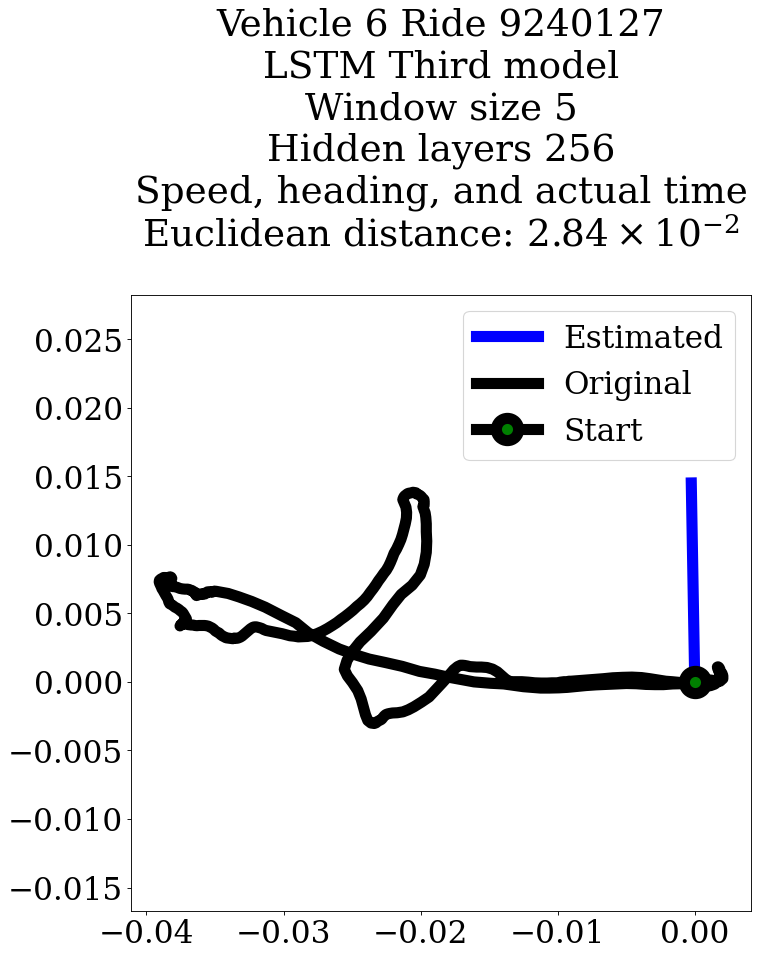 Vehicle 6 Ride 9240127
LSTM Third model
Window size 5
Hidden layers 256
Speed, heading, and actual time
Euclidean distance: 2.84 × 10⁻²
Estimated
Original
Start
0.025
0.020
0.015
0.010
0.005
0.000
−0.005
−0.010
−0.015
−0.04 −0.03 −0.02 −0.01 0.00